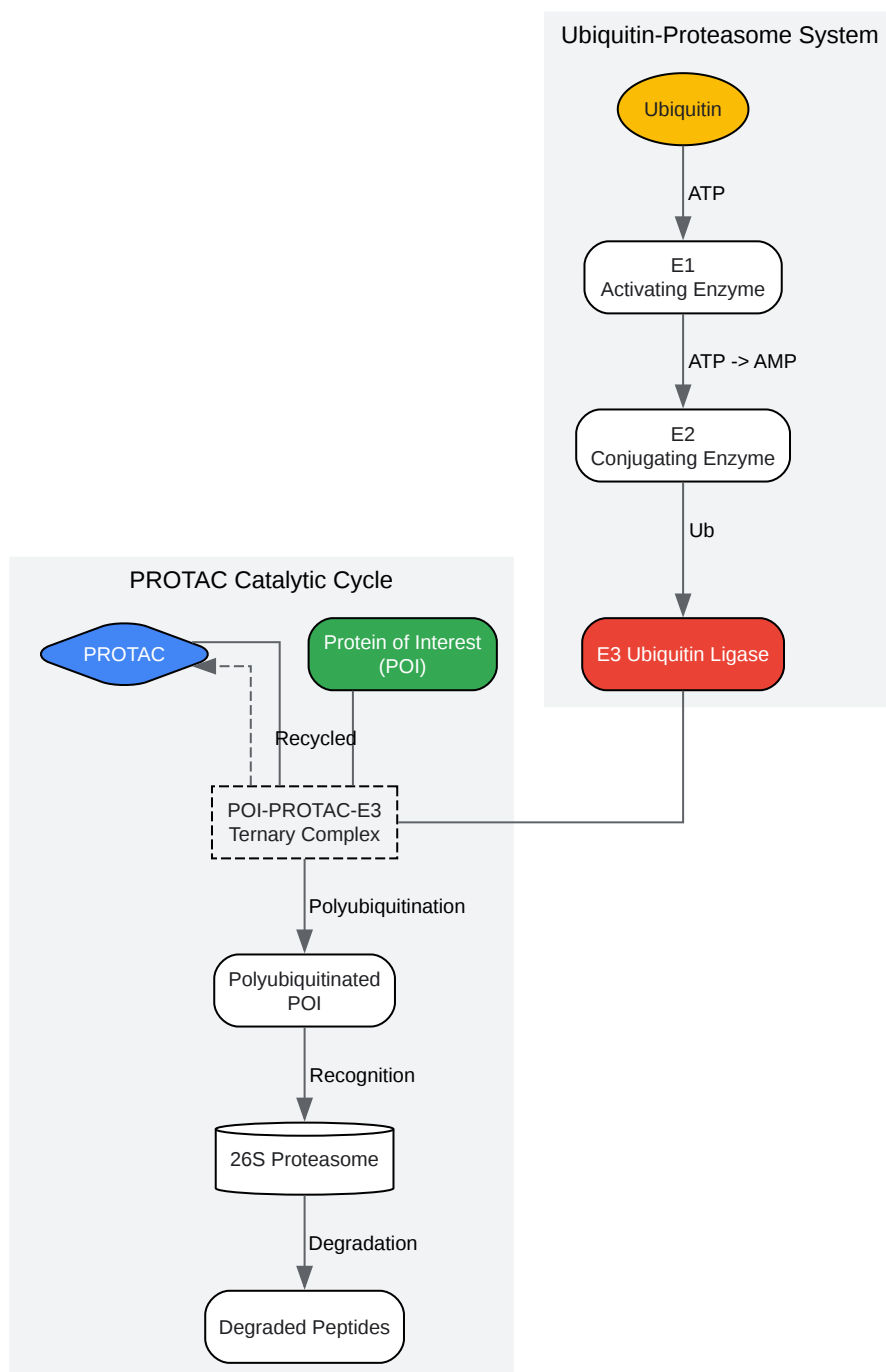 Ubiquitin-Proteasome System
Ubiquitin
ATP
E1
Activating Enzyme
ATP -> AMP
E2
Conjugating Enzyme
Ub
E3 Ubiquitin Ligase
PROTAC Catalytic Cycle
PROTAC
Protein of Interest
(POI)
Recycled
POI-PROTAC-E3
Ternary Complex
Polyubiquitination
Polyubiquitinated
POI
Recognition
26S Proteasome
Degradation
Degraded Peptides